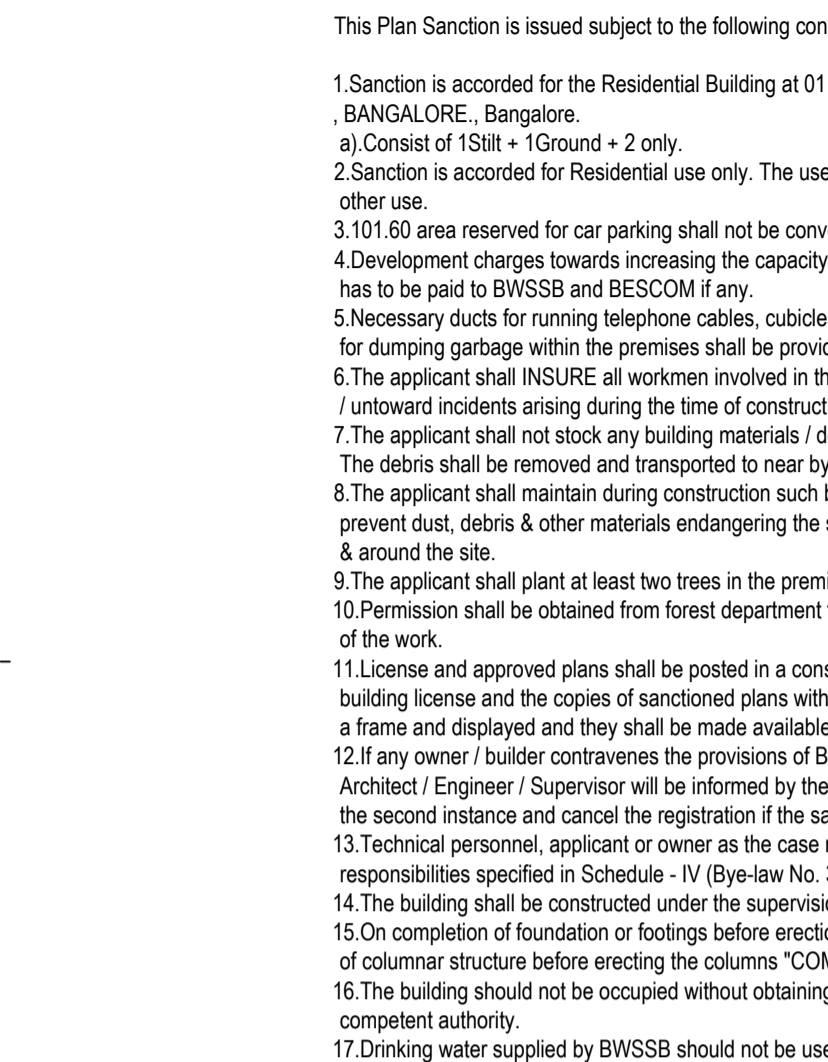 This Plan Sanction is issued subject to the following con
1.Sanction is accorded for the Residential Building at 01
, BANGALORE., Bangalore.
a).Consist of 1Stilt + 1Ground + 2 only.
2.Sanction is accorded for Residential use only. The use
other use.
3.101.60 area reserved for car parking shall not be conv
4.Development charges towards increasing the capacity
has to be paid to BWSSB and BESCOM if any.
5.Necessary ducts for running telephone cables, cubicle
for dumping garbage within the premises shall be provi
6.The applicant shall INSURE all workmen involved in th
/ untoward incidents arising during the time of construct
7.The applicant shall not stock any building materials / d
The debris shall be removed and transported to near by
8.The applicant shall maintain during construction such
prevent dust, debris & other materials endangering the
& around the site.
9.The applicant shall plant at least two trees in the premi
10.Permission shall be obtained from forest department
of the work.
11.License and approved plans shall be posted in a cons
building license and the copies of sanctioned plans with
a frame and displayed and they shall be made available
12.If any owner / builder contravenes the provisions of B
Architect / Engineer / Supervisor will be informed by the
the second instance and cancel the registration if the sa
13.Technical personnel, applicant or owner as the case
responsibilities specified in Schedule - IV (Bye-law No.
14.The building shall be constructed under the supervisi
15.On completion of foundation or footings before erecti
of columnar structure before erecting the columns "COM
16.The building should not be occupied without obtaining
competent authority.
17.Drinking water supplied by BWSSB should not be use